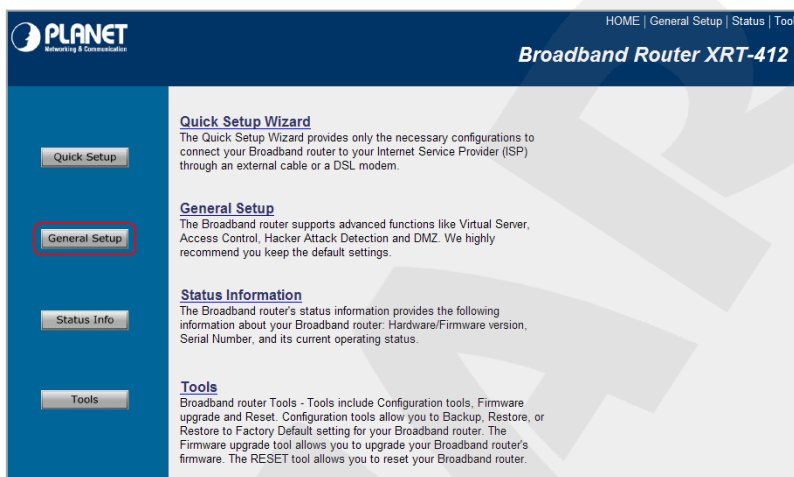 PLANET
Networking & Communication
HOME | General Setup | Status | Tool
Broadband Router XRT-412
Quick Setup
Quick Setup Wizard
The Quick Setup Wizard provides only the necessary configurations to
connect your Broadband router to your Internet Service Provider (ISP)
through an external cable or a DSL modem.
General Setup
General Setup
The Broadband router supports advanced functions like Virtual Server,
Access Control, Hacker Attack Detection and DMZ. We highly
recommend you keep the default settings.
Status Info
Status Information
The Broadband router's status information provides the following
information about your Broadband router: Hardware/Firmware version,
Serial Number, and its current operating status.
Tools
Tools
Broadband router Tools - Tools include Configuration tools, Firmware
upgrade and Reset. Configuration tools allow you to Backup, Restore, or
Restore to Factory Default setting for your Broadband router. The
Firmware upgrade tool allows you to upgrade your Broadband router's
firmware. The RESET tool allows you to reset your Broadband router.